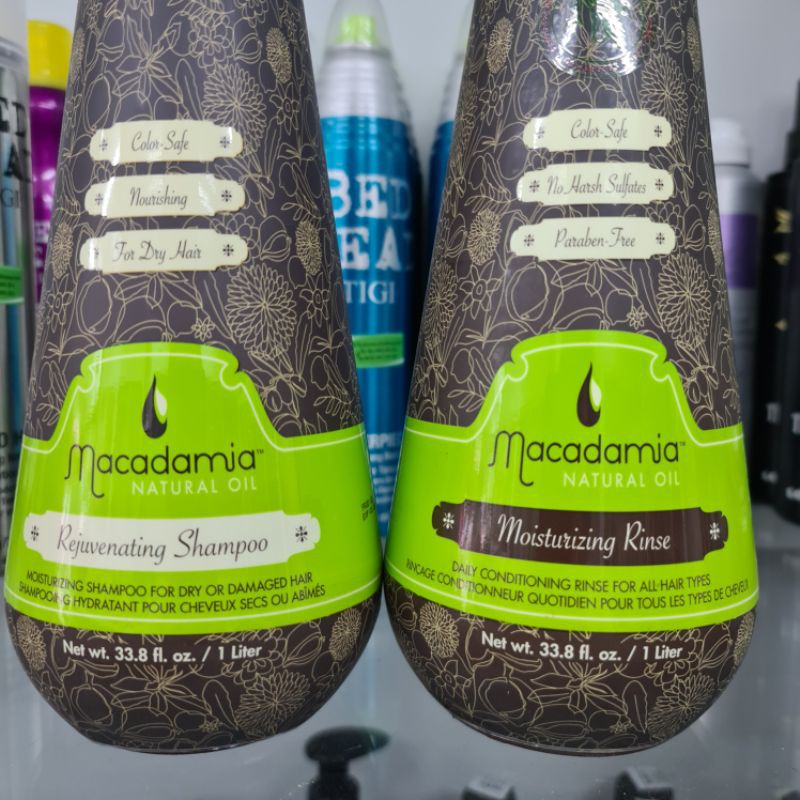 Color-Safe
Nourishing
For Dry Hair
Macadamia™
NATURAL OIL
Rejuvenating Shampoo
MOISTURIZING SHAMPOO FOR DRY OR DAMAGED HAIR
SHAMPOOING HYDRATANT POUR CHEVEUX SECS OU ABÎMÉS
Net wt. 33.8 fl. oz. / 1 Liter
Color-Safe
No Harsh Sulfates
Paraben-Free
Macadamia™
NATURAL OIL
Moisturizing Rinse
DAILY CONDITIONING RINSE FOR ALL HAIR TYPES
RINCAGE CONDITIONNEUR QUOTIDIEN POUR TOUS LES TYPES DE CHEVEUX
Net wt. 33.8 fl. oz. / 1 Liter
BED
TIGI